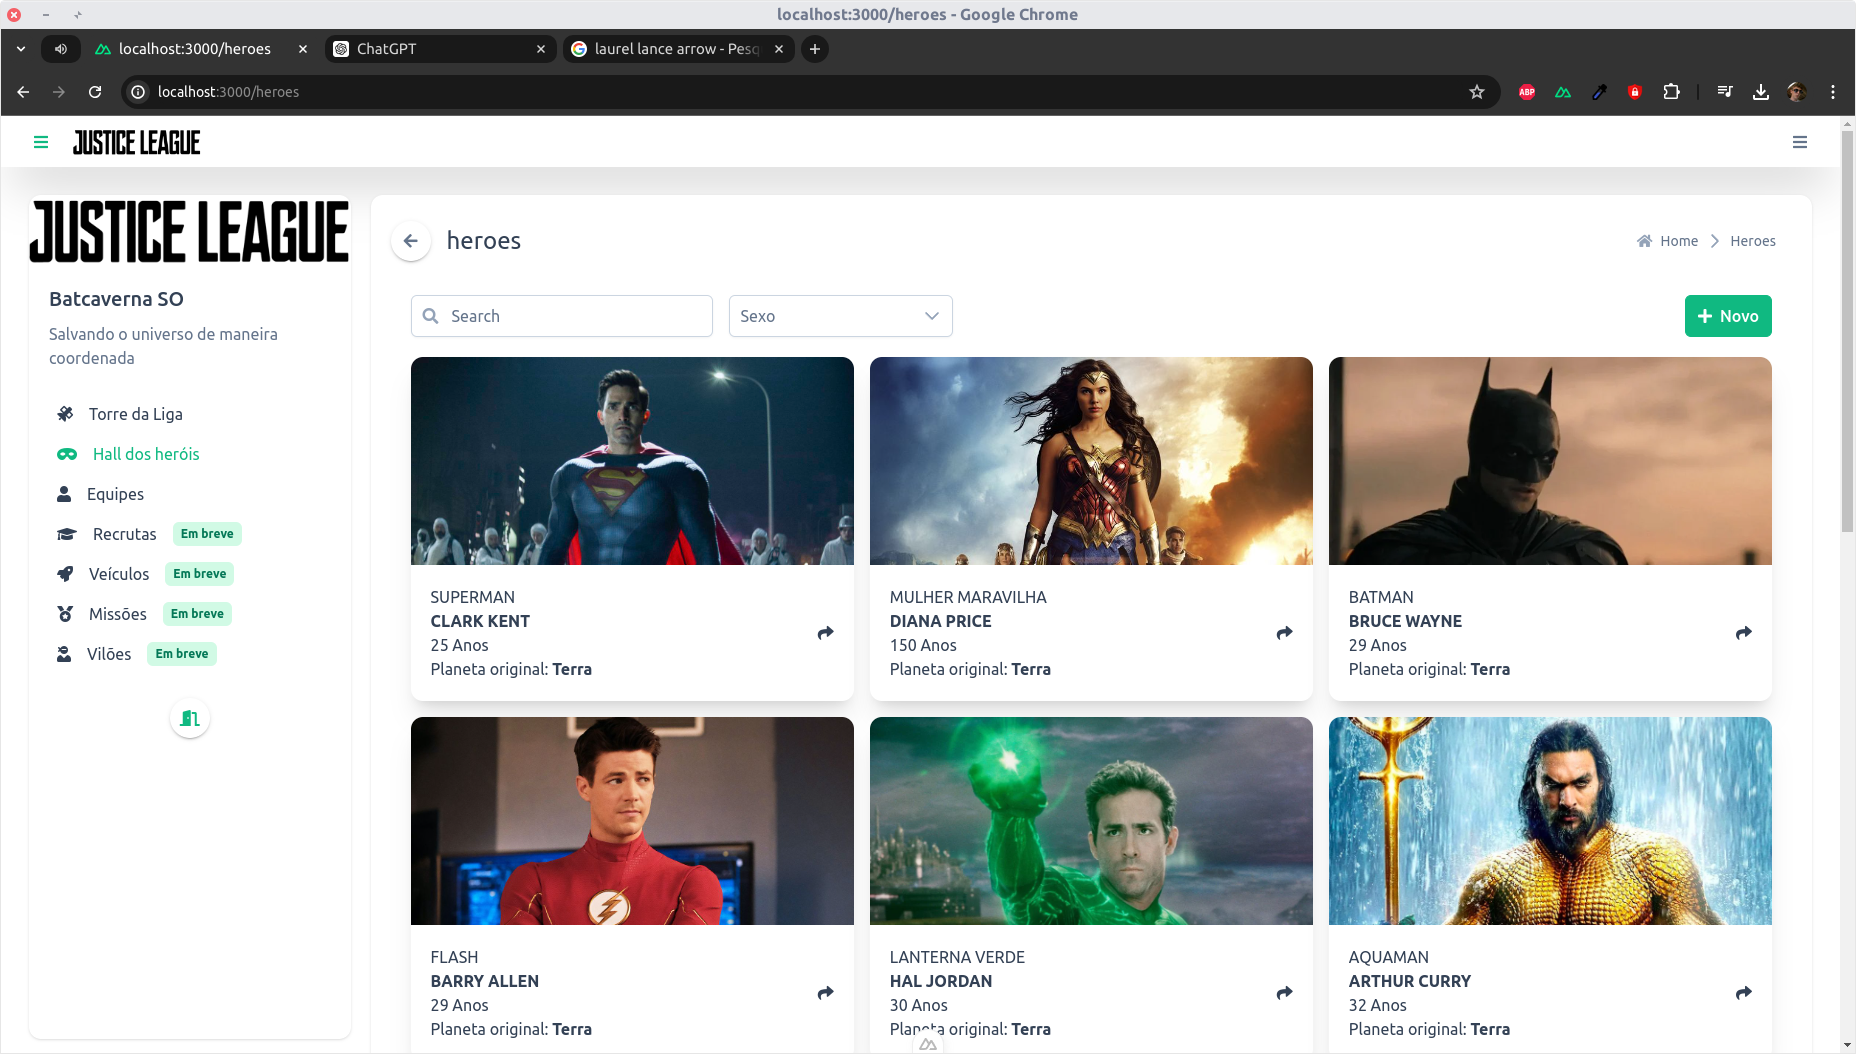 localhost:3000/heroes - Google Chrome
localhost:3000/heroes
ChatGPT
laurel lance arrow - Pesq
localhost:3000/heroes
ABP
JUSTICE LEAGUE
JUSTICE LEAGUE
Batcaverna SO
Salvando o universo de maneira
coordenada
Torre da Liga
Hall dos heróis
Equipes
Recrutas Em breve
Veículos Em breve
Missões Em breve
Vilões Em breve
heroes
Home Heroes
Search
Sexo
Novo
SUPERMAN
CLARK KENT
25 Anos
Planeta original: Terra
MULHER MARAVILHA
DIANA PRICE
150 Anos
Planeta original: Terra
BATMAN
BRUCE WAYNE
29 Anos
Planeta original: Terra
FLASH
BARRY ALLEN
29 Anos
Planeta original: Terra
LANTERNA VERDE
HAL JORDAN
30 Anos
Planeta original: Terra
AQUAMAN
ARTHUR CURRY
32 Anos
Planeta original: Terra